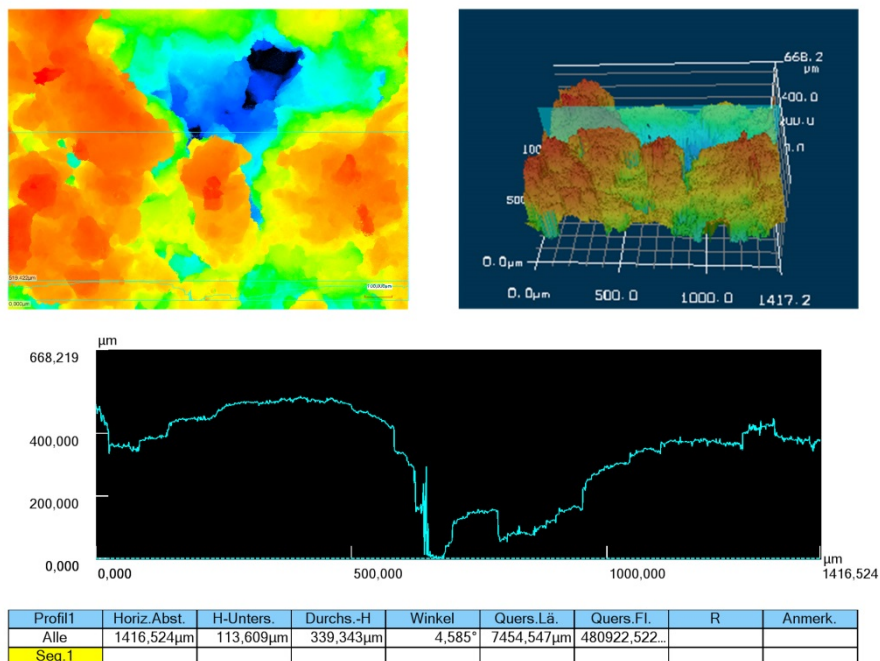 668.2
μm
400.0
0.0μm
0.0μm 500.0 1000.0 1417.2
0,000μm
μm
668,219
400,000
200,000
0,000
μm
0,000 500,000 1000,000 1416,524
Profil1 Horiz.Abst. H-Unters. Durchs.-H Winkel Quers.Lä. Quers.Fl. R Anmerk.
Alle 1416,524μm 113,609μm 339,343μm 4,585° 7454,547μm 480922,522...
Seg.1